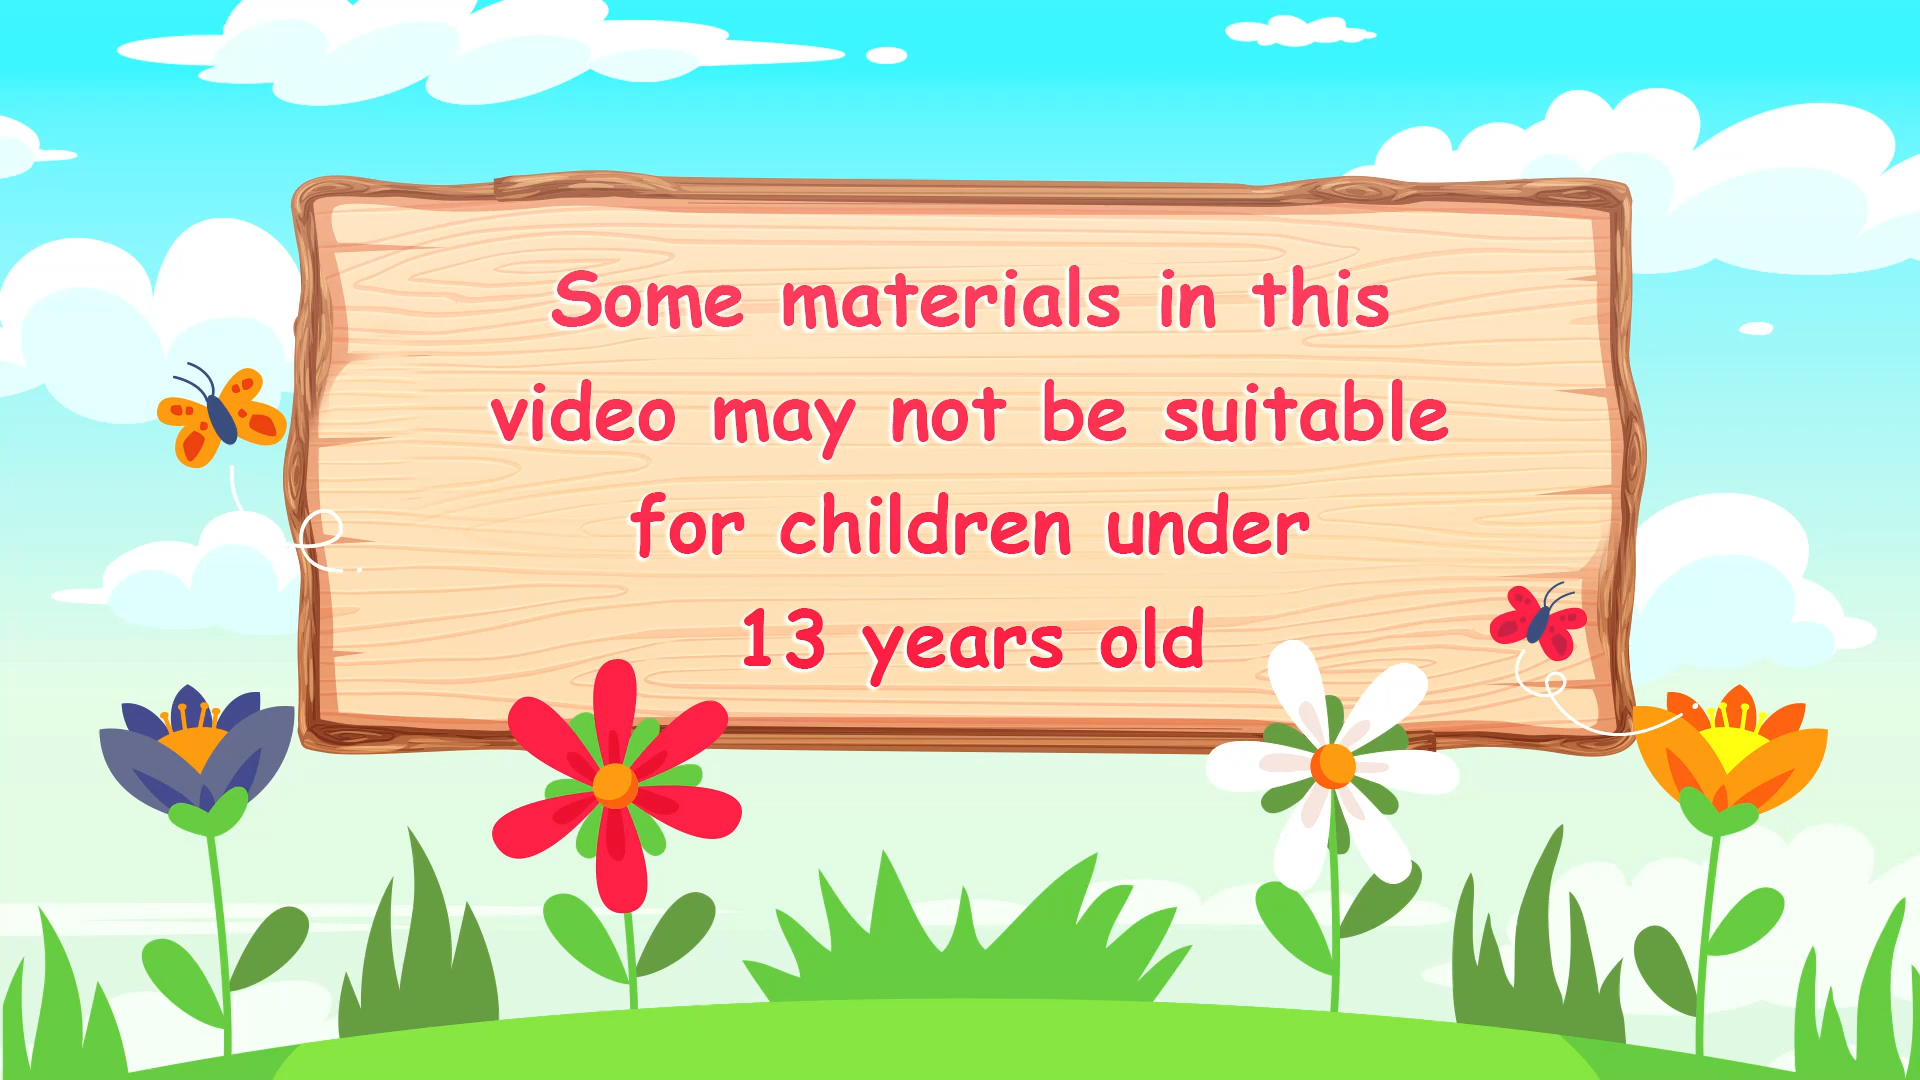 Some materials in this
video may not be suitable
for children under
13 years old